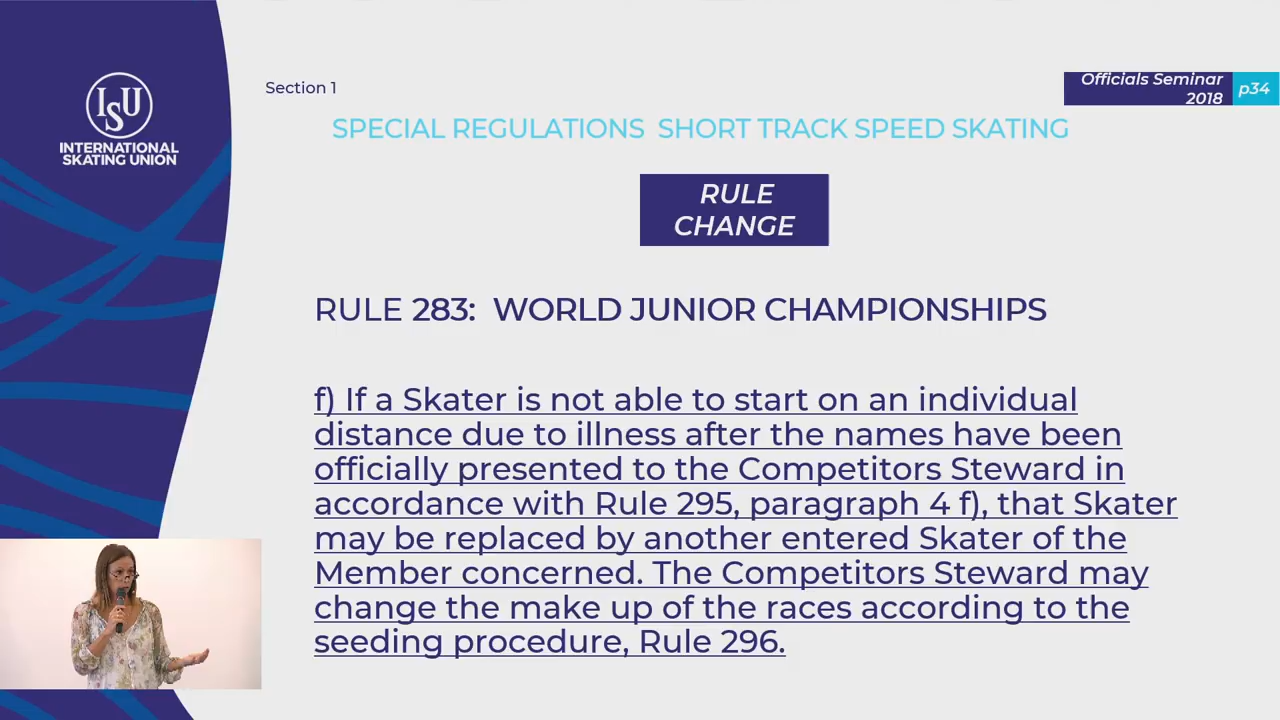 ISU
INTERNATIONAL
SKATING UNION
Section 1
Officials Seminar
2018
p34
SPECIAL REGULATIONS SHORT TRACK SPEED SKATING
RULE
CHANGE
RULE 283: WORLD JUNIOR CHAMPIONSHIPS
f) If a Skater is not able to start on an individual
distance due to illness after the names have been
officially presented to the Competitors Steward in
accordance with Rule 295, paragraph 4 f), that Skater
may be replaced by another entered Skater of the
Member concerned. The Competitors Steward may
change the make up of the races according to the
seeding procedure, Rule 296.